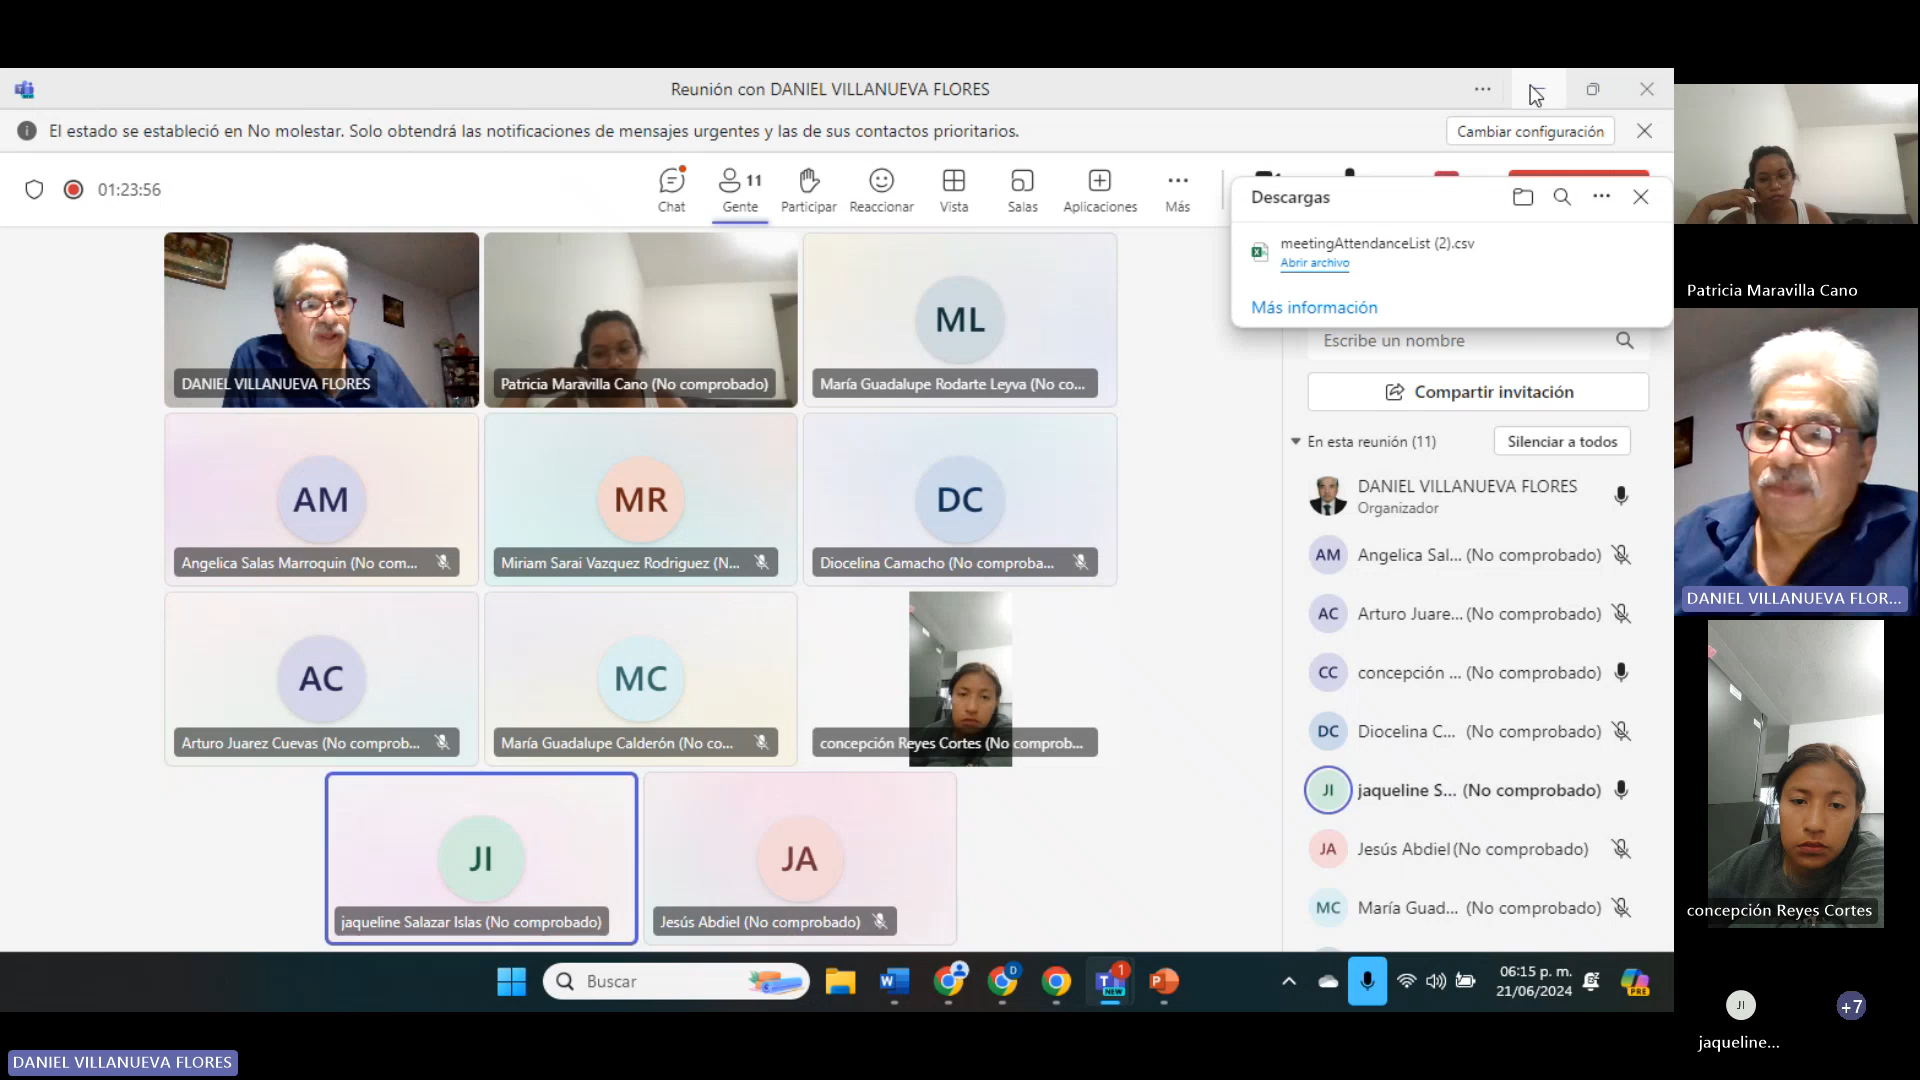 Reunión con DANIEL VILLANUEVA FLORES
El estado se estableció en No molestar. Solo obtendrá las notificaciones de mensajes urgentes y las de sus contactos prioritarios.
Cambiar configuración
01:23:56
Chat
Gente
11
Participar
Reaccionar
Vista
Salas
Aplicaciones
Más
Descargas
meetingAttendanceList (2).csv
Abrir archivo
Más información
DANIEL VILLANUEVA FLORES
Patricia Maravilla Cano (No comprobado)
ML
María Guadalupe Rodarte Leyva (No co...
AM
Angelica Salas Marroquin (No com...
MR
Miriam Sarai Vazquez Rodriguez (N...
DC
Diocelina Camacho (No comproba...
AC
Arturo Juarez Cuevas (No comprob...
MC
María Guadalupe Calderón (No co...
concepción Reyes Cortes (No comprob...
JI
jaqueline Salazar Islas (No comprobado)
JA
Jesús Abdiel (No comprobado)
Escribe un nombre
Compartir invitación
En esta reunión (11)
Silenciar a todos
DANIEL VILLANUEVA FLORES
Organizador
AM Angelica Sal... (No comprobado)
AC Arturo Juare... (No comprobado)
CC concepción ... (No comprobado)
DC Diocelina C... (No comprobado)
JI jaqueline S... (No comprobado)
JA Jesús Abdiel (No comprobado)
MC María Guad... (No comprobado)
Buscar
W
D
T
NEW
1
P
06:15 p. m.
21/06/2024
PRE
Patricia Maravilla Cano
DANIEL VILLANUEVA FLOR...
concepción Reyes Cortes
JI
+7
jaqueline...
DANIEL VILLANUEVA FLORES